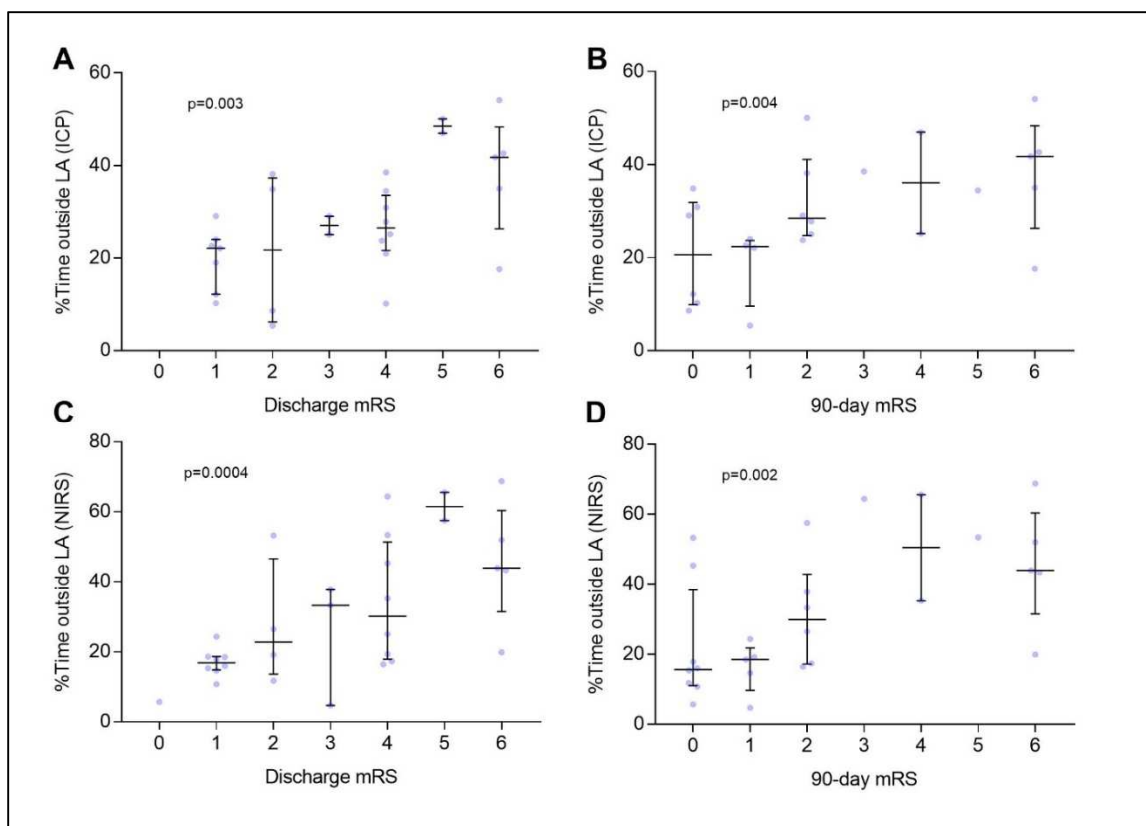 A
%Time outside LA (ICP)
60
40
20
0
p=0.003
0 1 2 3 4 5 6
Discharge mRS
B
%Time outside LA (ICP)
60
40
20
0
p=0.004
0 1 2 3 4 5 6
90-day mRS
C
%Time outside LA (NIRS)
80
60
40
20
0
p=0.0004
0 1 2 3 4 5 6
Discharge mRS
D
%Time outside LA (NIRS)
80
60
40
20
0
p=0.002
0 1 2 3 4 5 6
90-day mRS